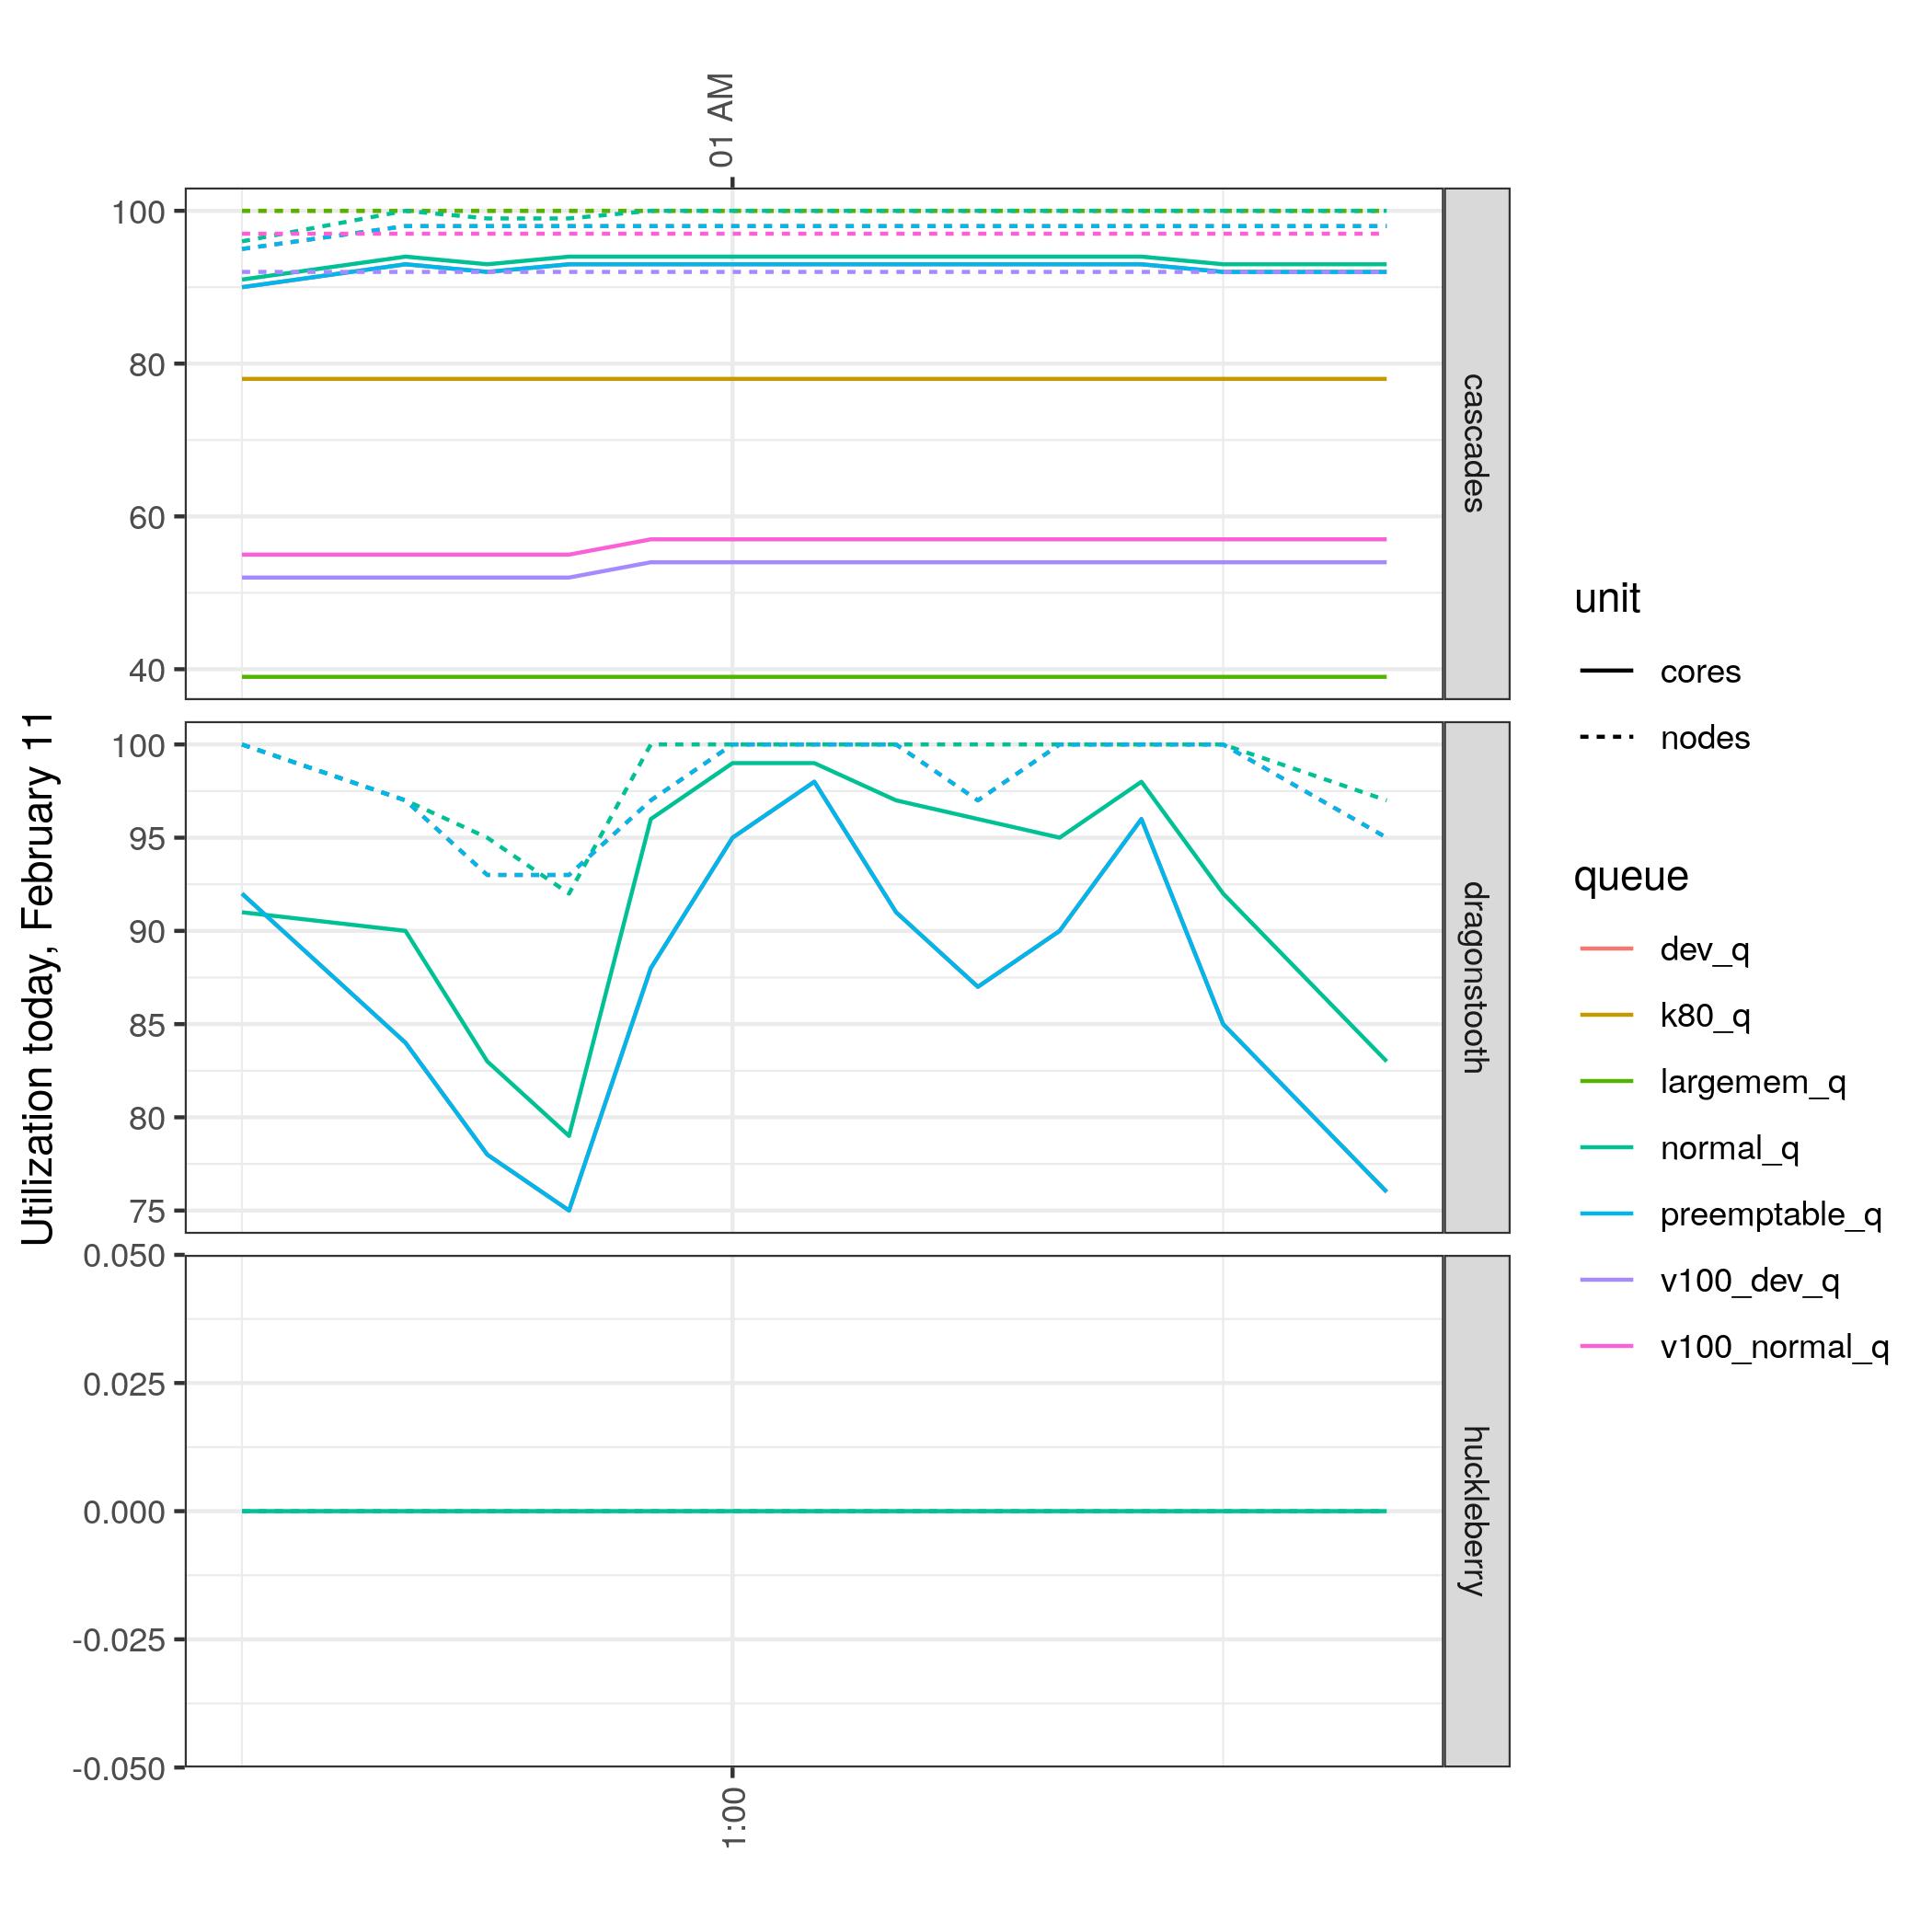 01 AM
100
80
60
40
cascades
100
95
90
85
80
75
dragonstooth
0.050
0.025
0.000
-0.025
-0.050
huckleberry
1:00
Utilization today, February 11
unit
cores
nodes
queue
dev_q
k80_q
largemem_q
normal_q
preemptable_q
v100_dev_q
v100_normal_q